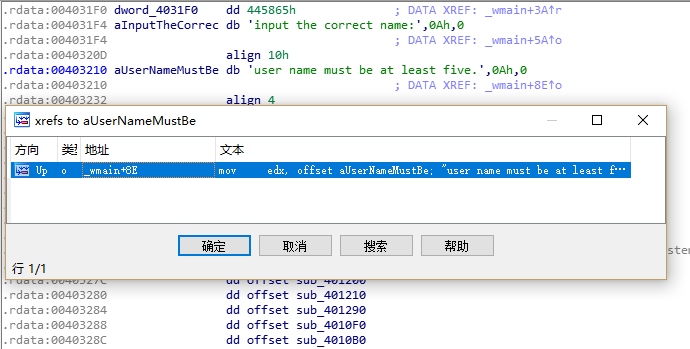 .rdata:004031F0 dword_4031F0 dd 445865h ; DATA XREF: _wmain+3A↑r
.rdata:004031F4 aInputTheCorrec db 'input the correct name:',0Ah,0
.rdata:004031F4 ; DATA XREF: _wmain+5A↑o
.rdata:0040320D align 10h
.rdata:00403210 aUserNameMustBe db 'user name must be at least five.',0Ah,0
.rdata:00403210 ; DATA XREF: _wmain+8E↑o
.rdata:00403232 align 4
xrefs to aUserNameMustBe
方向 类型 地址 文本
Up o _wmain+8E mov edx, offset aUserNameMustBe; "user name must be at least f…
确定 取消 搜索 帮助
行 1/1
.rdata:0040327C dd offset sub_401200
.rdata:00403280 dd offset sub_401210
.rdata:00403284 dd offset sub_401290
.rdata:00403288 dd offset sub_4010F0
.rdata:0040328C dd offset sub_4010B0